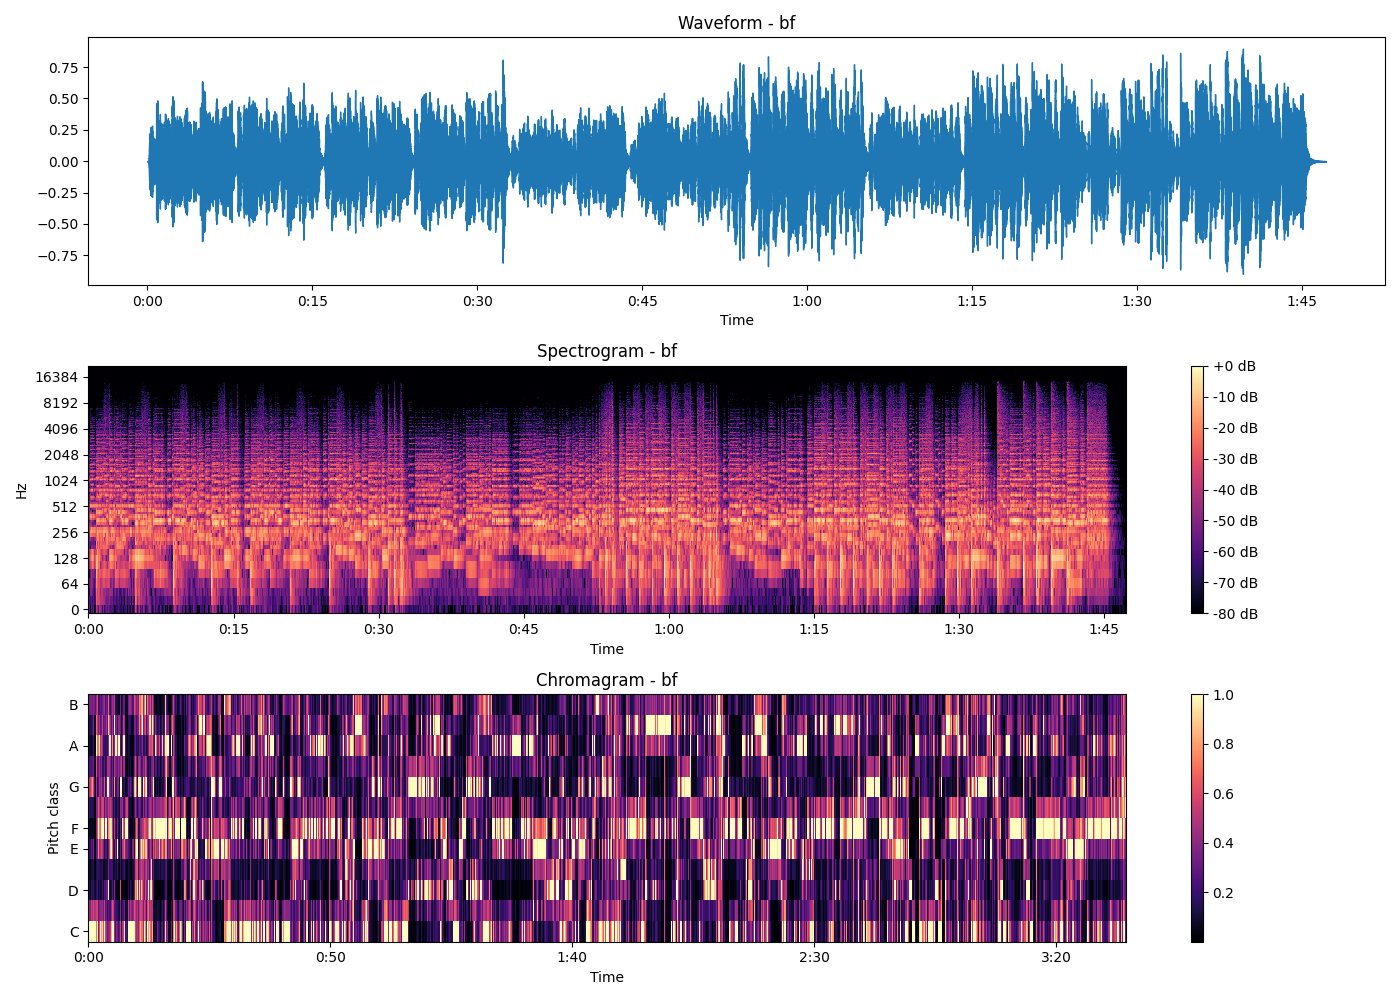 Waveform - bf
0.75
0.50
0.25
0.00
−0.25
−0.50
−0.75
0:00 0:15 0:30 0:45 1:00 1:15 1:30 1:45
Time
Spectrogram - bf
Hz
16384
8192
4096
2048
1024
512
256
128
64
0
0:00 0:15 0:30 0:45 1:00 1:15 1:30 1:45
Time
+0 dB
-10 dB
-20 dB
-30 dB
-40 dB
-50 dB
-60 dB
-70 dB
-80 dB
Chromagram - bf
Pitch class
B
A
G
F
E
D
C
0:00 0:50 1:40 2:30 3:20
Time
1.0
0.8
0.6
0.4
0.2